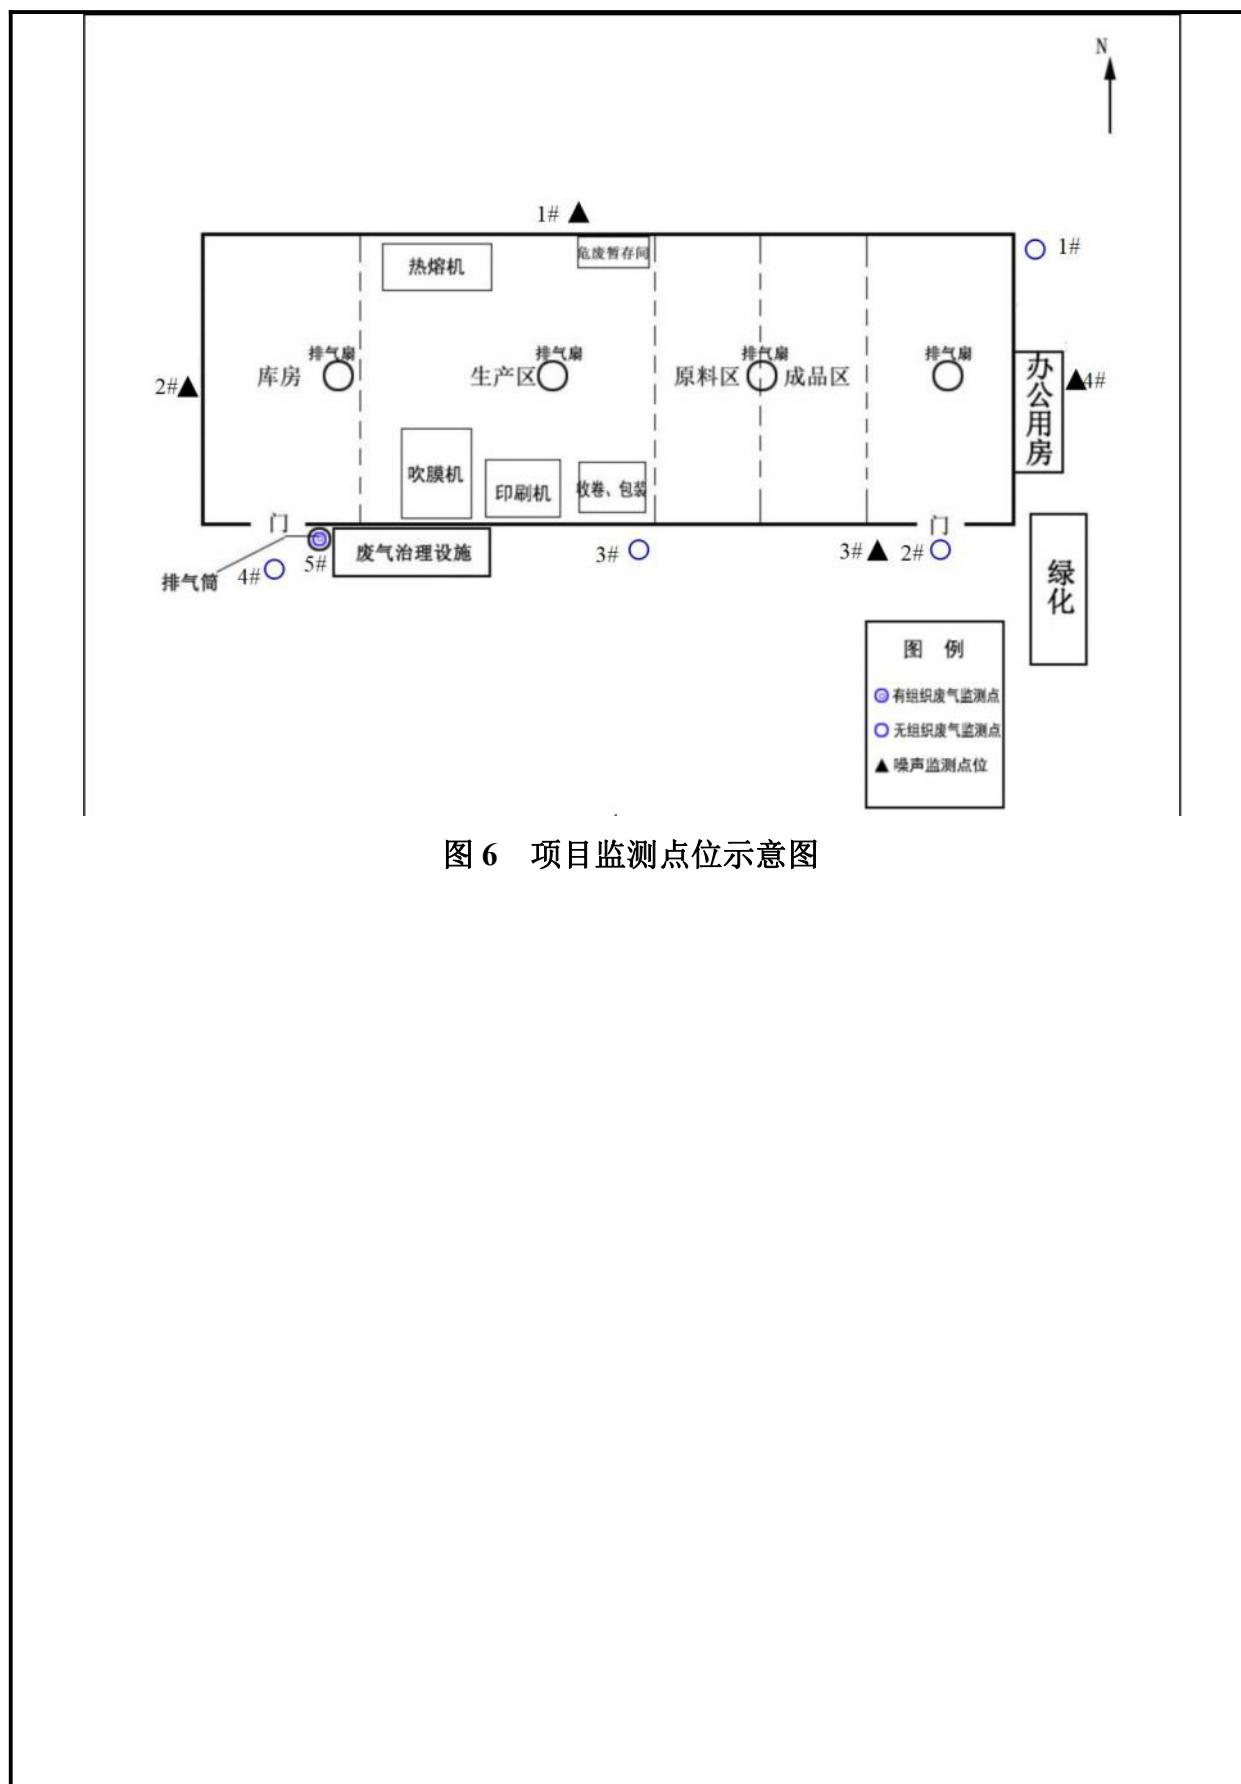 N
1#
1#
热熔机
危废暂存间
排气扇
排气扇
排气扇
排气扇
库房
生产区
原料区
成品区
办公用房
2#
4#
吹膜机
印刷机
收卷、包装
门
门
排气筒
4#
5#
废气治理设施
3#
3#
2#
绿化
图 例
有组织废气监测点
无组织废气监测点
噪声监测点位
图 6 项目监测点位示意图